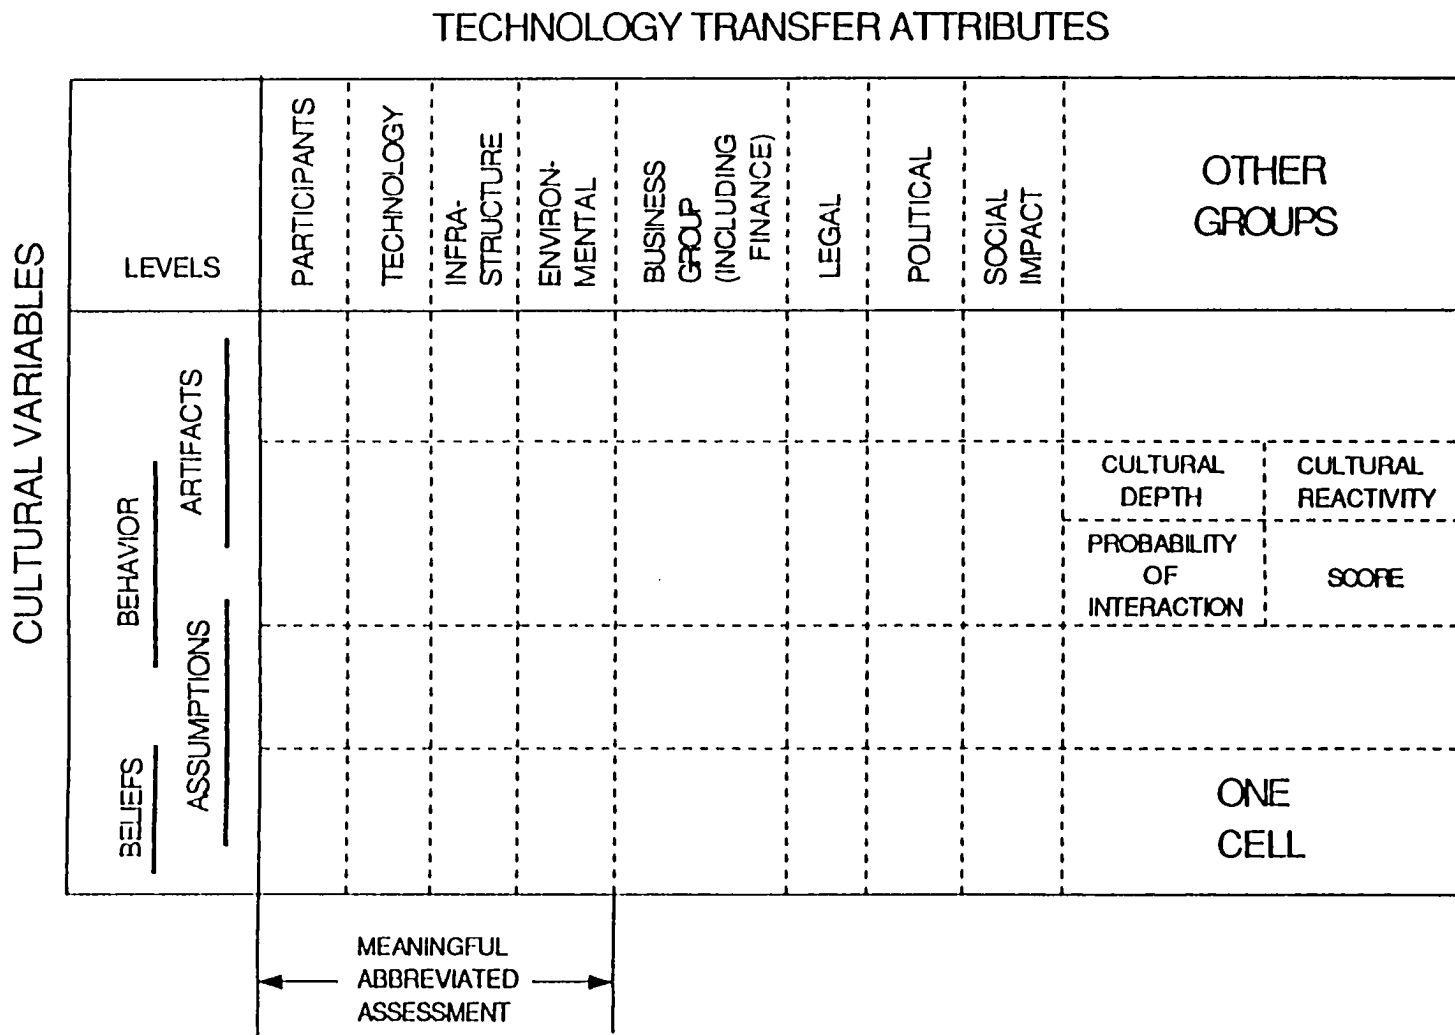 TECHNOLOGY TRANSFER ATTRIBUTES
CULTURAL VARIABLES
LEVELS
PARTICIPANTS
TECHNOLOGY
INFRA-
STRUCTURE
ENVIRON-
MENTAL
BUSINESS
GROUP
(INCLUDING
FINANCE)
LEGAL
POLITICAL
SOCIAL
IMPACT
OTHER
GROUPS
ARTIFACTS
BEHAVIOR
ASSUMPTIONS
BELIEFS
CULTURAL
DEPTH
CULTURAL
REACTIVITY
PROBABILITY
OF
INTERACTION
SCORE
ONE
CELL
MEANINGFUL
ABBREVIATED
ASSESSMENT